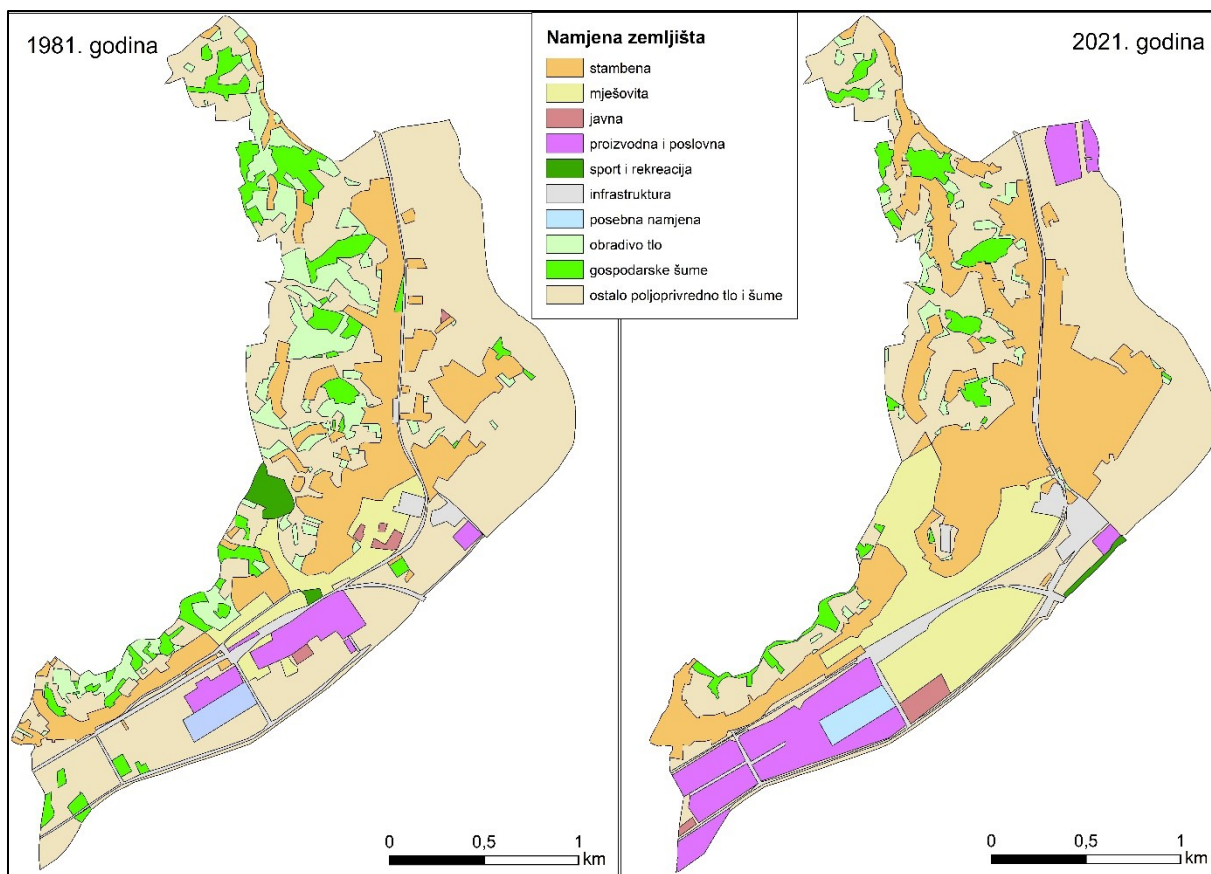 1981. godina
Namjena zemljišta
stambena
mješovita
javna
proizvodna i poslovna
sport i rekreacija
infrastruktura
posebna namjena
obradivo tlo
gospodarske šume
ostalo poljoprivredno tlo i šume
2021. godina
0 0,5 1
km
0 0,5 1
km